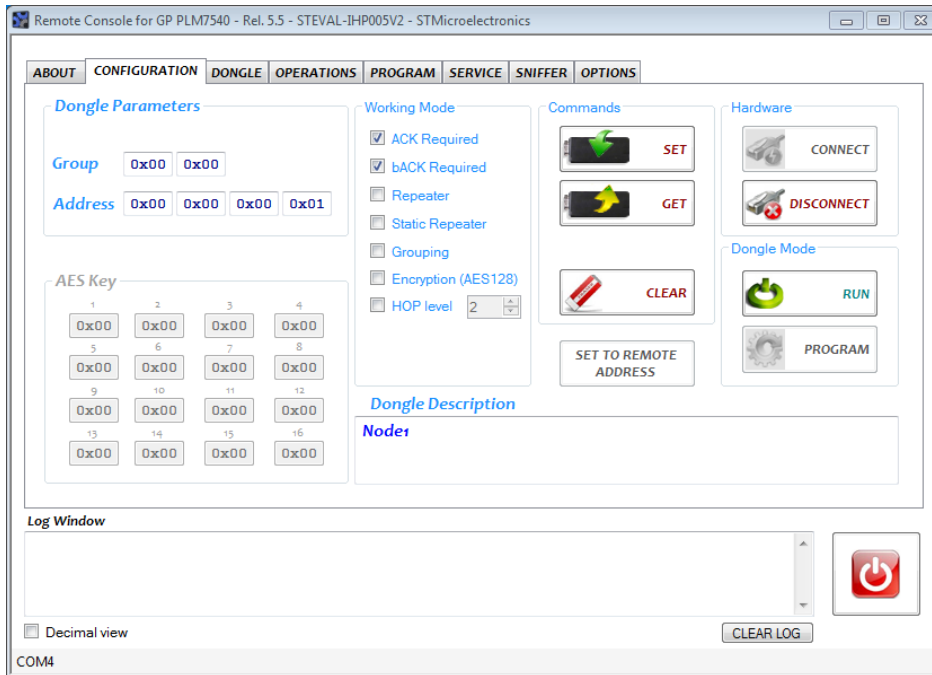 Remote Console for GP PLM7540 - Rel. 5.5 - STEVAL-IHP005V2 - STMicroelectronics
ABOUT CONFIGURATION DONGLE OPERATIONS PROGRAM SERVICE SNIFFER OPTIONS
Dongle Parameters
Group 0x00 0x00
Address 0x00 0x00 0x00 0x01
AES Key
1 2 3 4
0x00 0x00 0x00 0x00
5 6 7 8
0x00 0x00 0x00 0x00
9 10 11 12
0x00 0x00 0x00 0x00
13 14 15 16
0x00 0x00 0x00 0x00
Working Mode
ACK Required
bACK Required
Repeater
Static Repeater
Grouping
Encryption (AES128)
HOP level 2
Commands
SET
GET
CLEAR
SET TO REMOTE
ADDRESS
Hardware
CONNECT
DISCONNECT
Dongle Mode
RUN
PROGRAM
Dongle Description
Node1
Log Window
Decimal view
CLEAR LOG
COM4